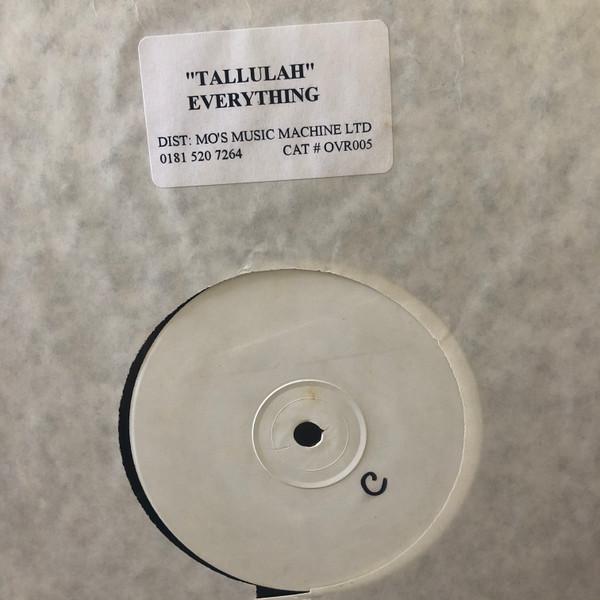 "TALLULAH"
EVERYTHING
DIST: MO'S MUSIC MACHINE LTD
0181 520 7264 CAT # OVR005
C